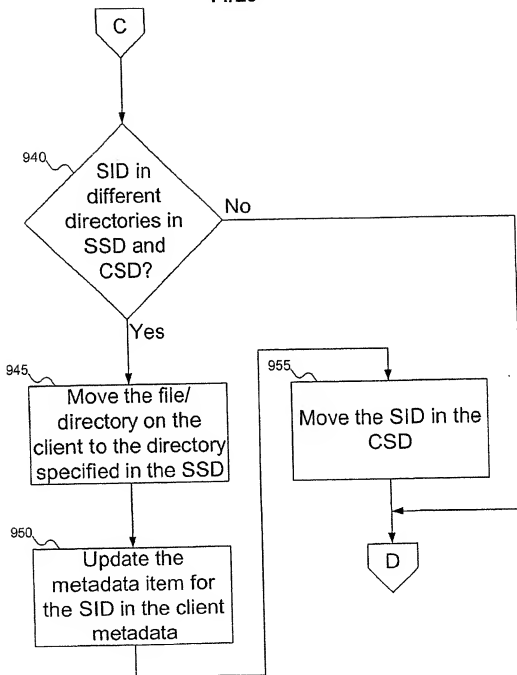 C
940
SID in
different
directories in
SSD and
CSD?
No
Yes
945
Move the file/
directory on the
client to the directory
specified in the SSD
950
Update the
metadata item for
the SID in the client
metadata
955
Move the SID in the
CSD
D